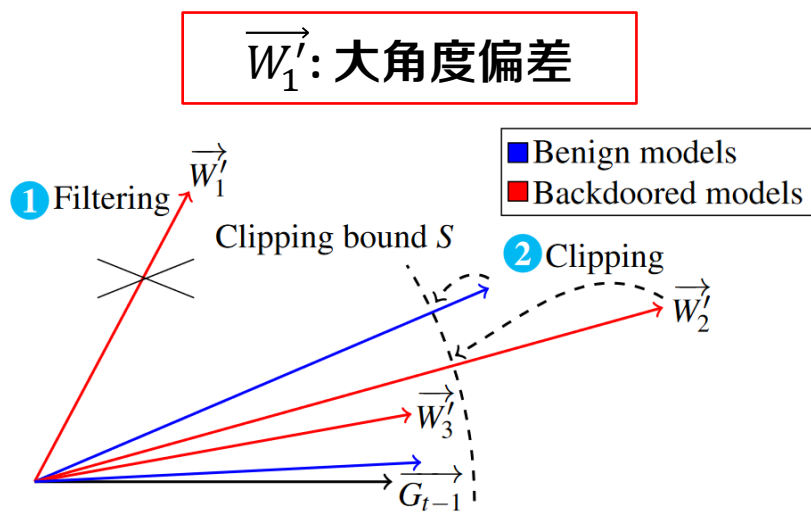 W₁′: 大角度偏差
W₁′
1 Filtering
Benign models
Backdoored models
Clipping bound S
2 Clipping
W₂′
W₃′
Gₜ₋₁